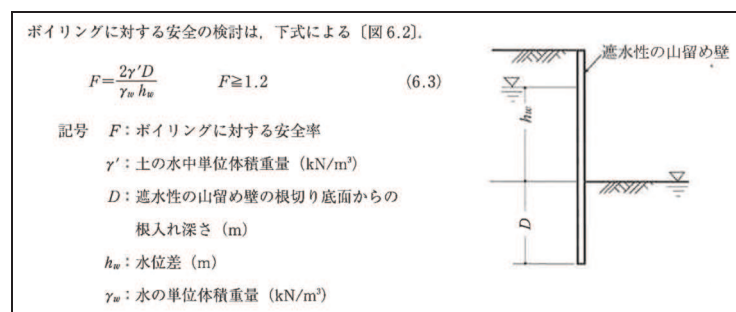 ボイリングに対する安全の検討は，下式による〔図6.2〕．
F=2γ′D/γw hw　F≧1.2　(6.3)
記号　F：ボイリングに対する安全率
γ′：土の水中単位体積重量（kN/m³）
D：遮水性の山留め壁の根切り底面からの
根入れ深さ（m）
hw：水位差（m）
γw：水の単位体積重量（kN/m³）
遮水性の山留め壁
hw
D